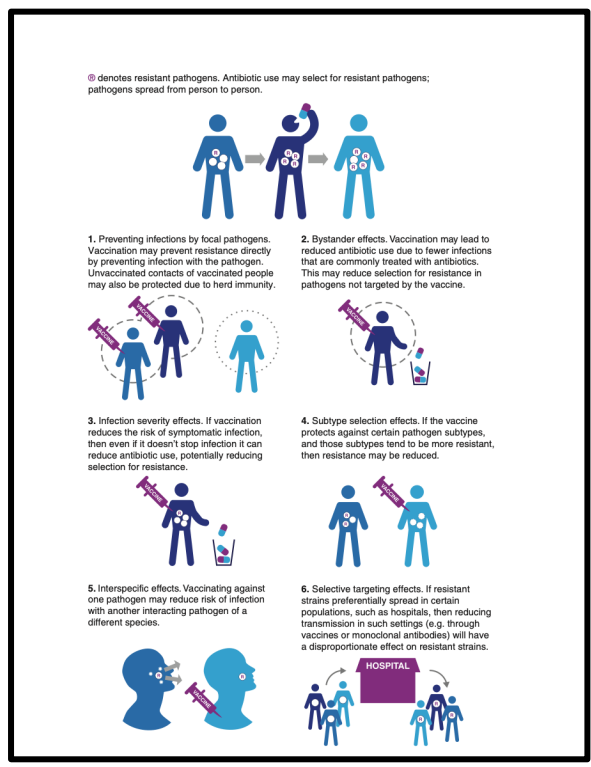 ® denotes resistant pathogens. Antibiotic use may select for resistant pathogens;
pathogens spread from person to person.
R
R
R
R
R
R
R
R
R
R
1. Preventing infections by focal pathogens.
Vaccination may prevent resistance directly
by preventing infection with the pathogen.
Unvaccinated contacts of vaccinated people
may also be protected due to herd immunity.
VACCINE
VACCINE
2. Bystander effects. Vaccination may lead to
reduced antibiotic use due to fewer infections
that are commonly treated with antibiotics.
This may reduce selection for resistance in
pathogens not targeted by the vaccine.
VACCINE
3. Infection severity effects. If vaccination
reduces the risk of symptomatic infection,
then even if it doesn't stop infection it can
reduce antibiotic use, potentially reducing
selection for resistance.
VACCINE
R
4. Subtype selection effects. If the vaccine
protects against certain pathogen subtypes,
and those subtypes tend to be more resistant,
then resistance may be reduced.
R
R
VACCINE
5. Interspecific effects. Vaccinating against
one pathogen may reduce risk of infection
with another interacting pathogen of a
different species.
R
R
VACCINE
6. Selective targeting effects. If resistant
strains preferentially spread in certain
populations, such as hospitals, then reducing
transmission in such settings (e.g. through
vaccines or monoclonal antibodies) will have
a disproportionate effect on resistant strains.
HOSPITAL
R
R
R
R